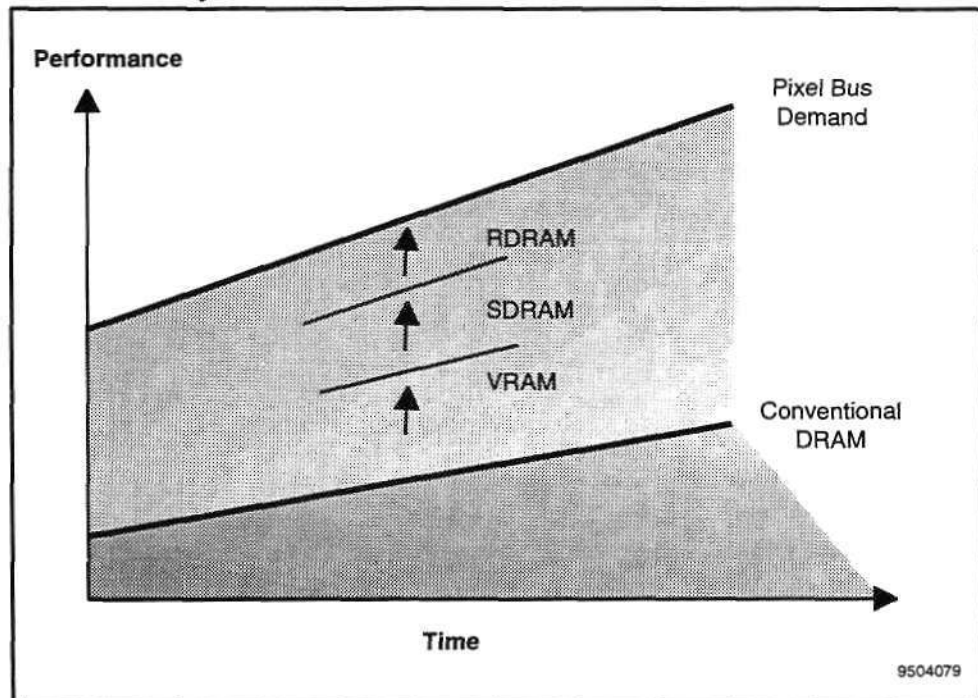 Performance
Pixel Bus
Demand
RDRAM
SDRAM
VRAM
Conventional
DRAM
Time
9504079